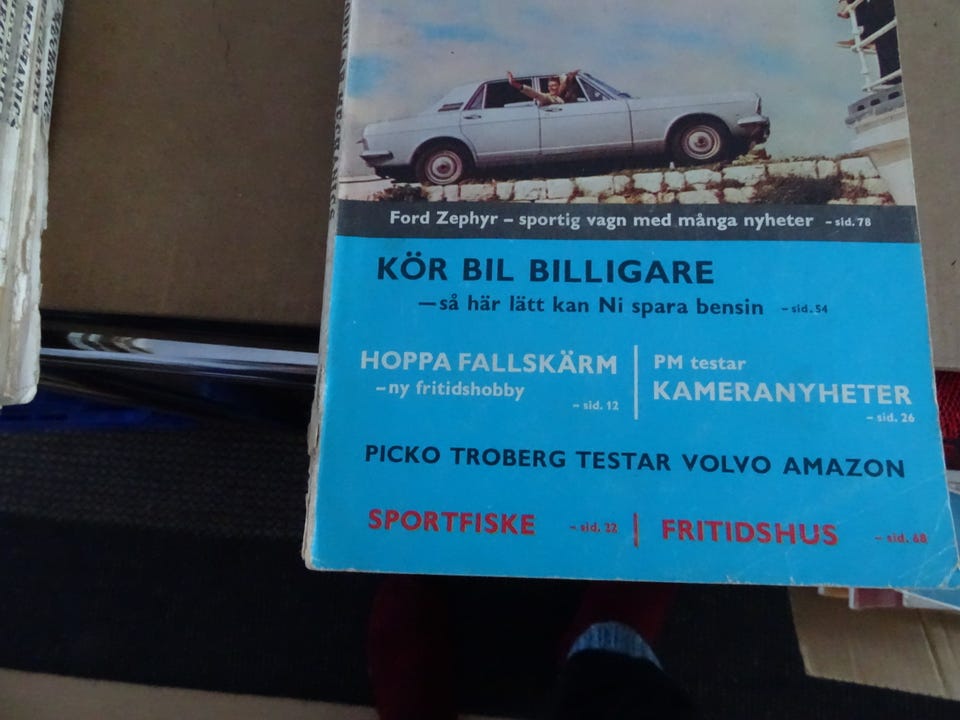 Ford Zephyr – sportig vagn med många nyheter – sid. 78
KÖR BIL BILLIGARE
—så här lätt kan Ni spara bensin – sid. 54
HOPPA FALLSKÄRM
–ny fritidshobby
– sid. 12
PM testar
KAMERANYHETER
– sid. 26
PICKO TROBERG TESTAR VOLVO AMAZON
SPORTFISKE – sid. 22
FRITIDSHUS – sid. 68